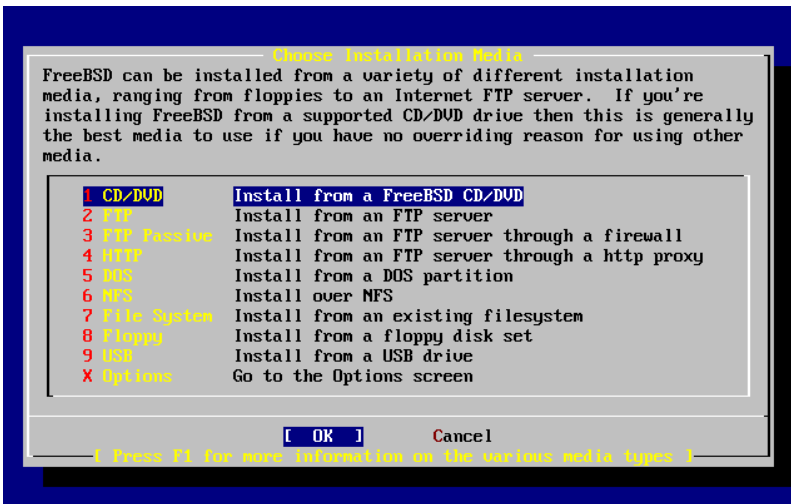 Choose Installation Media
FreeBSD can be installed from a variety of different installation
media, ranging from floppies to an Internet FTP server.  If you're
installing FreeBSD from a supported CD/DVD drive then this is generally
the best media to use if you have no overriding reason for using other
media.
1 CD/DVD Install from a FreeBSD CD/DVD
2 FTP Install from an FTP server
3 FTP Passive Install from an FTP server through a firewall
4 HTTP Install from an FTP server through a http proxy
5 DOS Install from a DOS partition
6 NFS Install over NFS
7 File System Install from an existing filesystem
8 Floppy Install from a floppy disk set
9 USB Install from a USB drive
X Options Go to the Options screen
[ OK ] Cancel
[ Press F1 for more information on the various media types ]